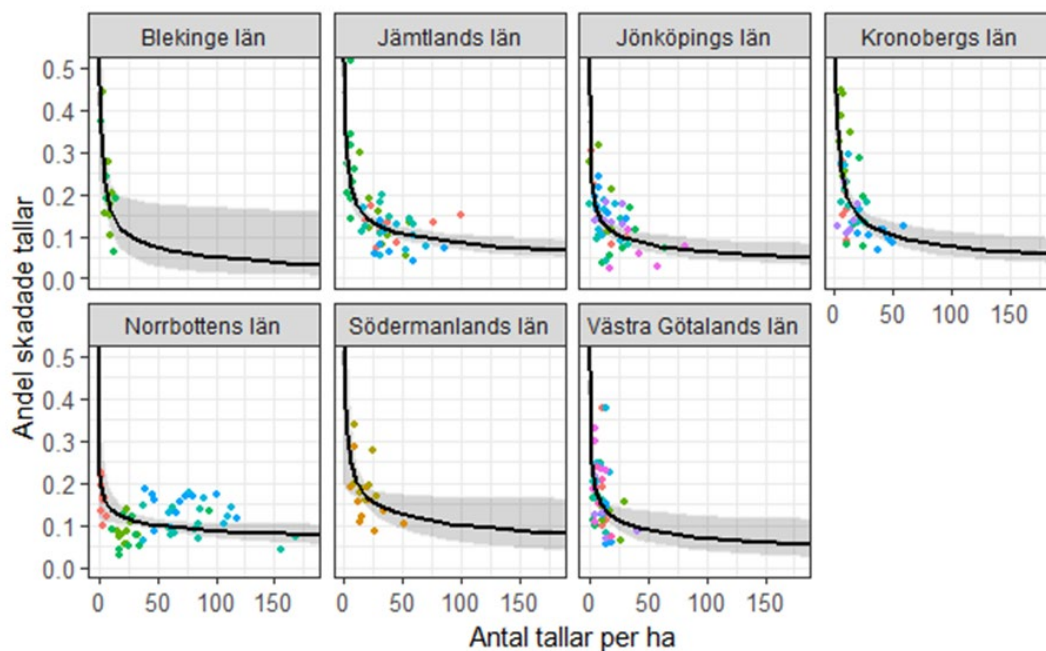 Blekinge län Jämtlands län Jönköpings län Kronobergs län
0.5
0.4
0.3
0.2
0.1
0.0
0 50 100 150
Norrbottens län Södermanlands län Västra Götalands län
0.5
0.4
0.3
0.2
0.1
0.0
0 50 100 150 0 50 100 150 0 50 100 150
Andel skadade tallar
Antal tallar per ha